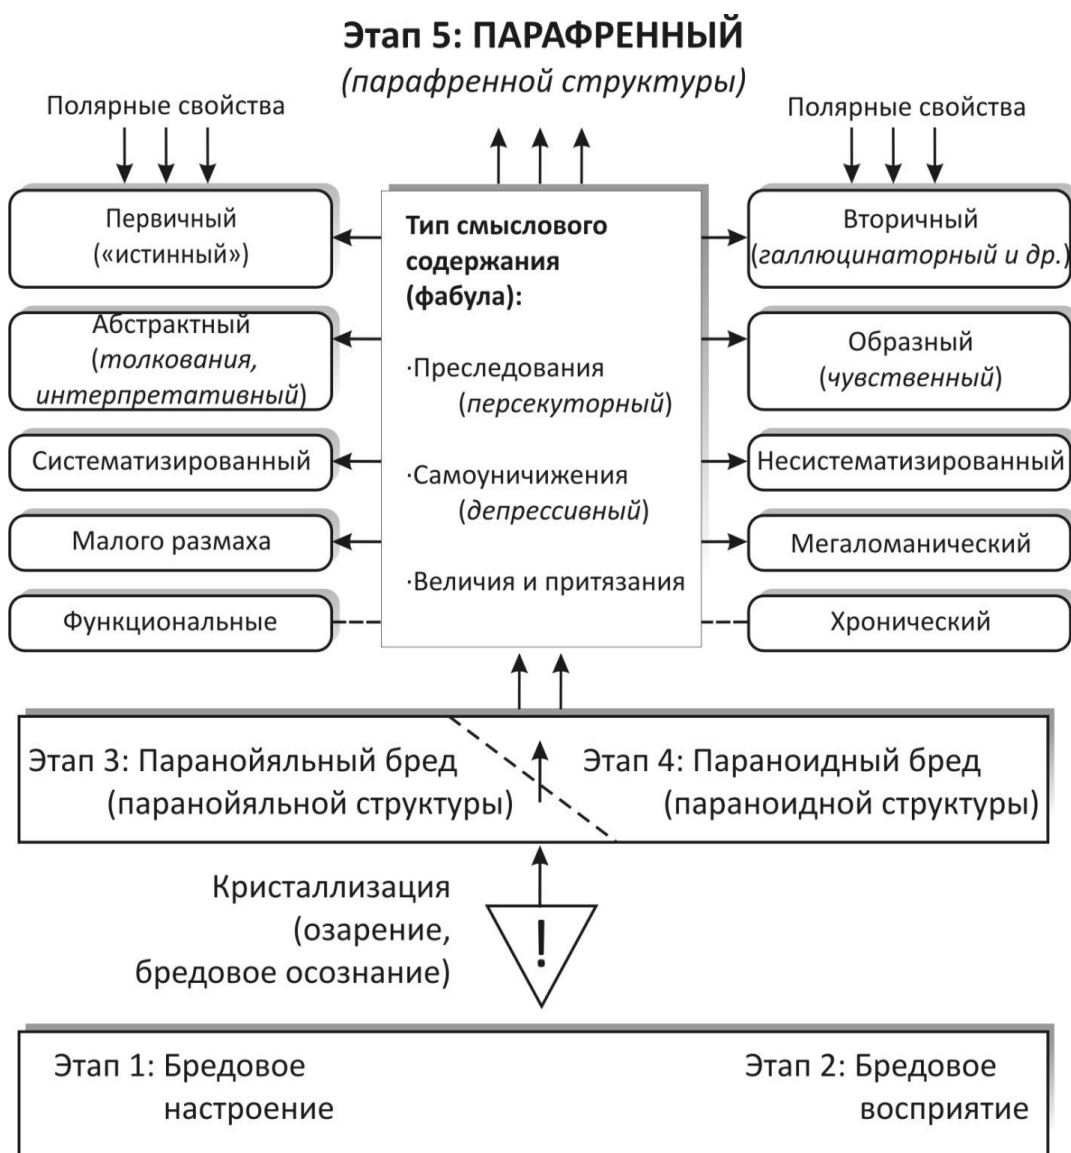 Этап 5: ПАРАФРЕННЫЙ
(парафренной структуры)
Полярные свойства
Полярные свойства
Первичный
(«истинный»)
Абстрактный
(толкования,
интерпретативный)
Систематизированный
Малого размаха
Функциональные
Тип смыслового
содержания
(фабула):
·Преследования
(персекуторный)
·Самоуничижения
(депрессивный)
·Величия и притязания
Вторичный
(галлюцинаторный и др.)
Образный
(чувственный)
Несистематизированный
Мегаломанический
Хронический
Этап 3: Паранойяльный бред
(паранойяльной структуры)
Этап 4: Параноидный бред
(параноидной структуры)
Кристаллизация
(озарение,
бредовое осознание)
!
Этап 1: Бредовое
настроение
Этап 2: Бредовое
восприятие